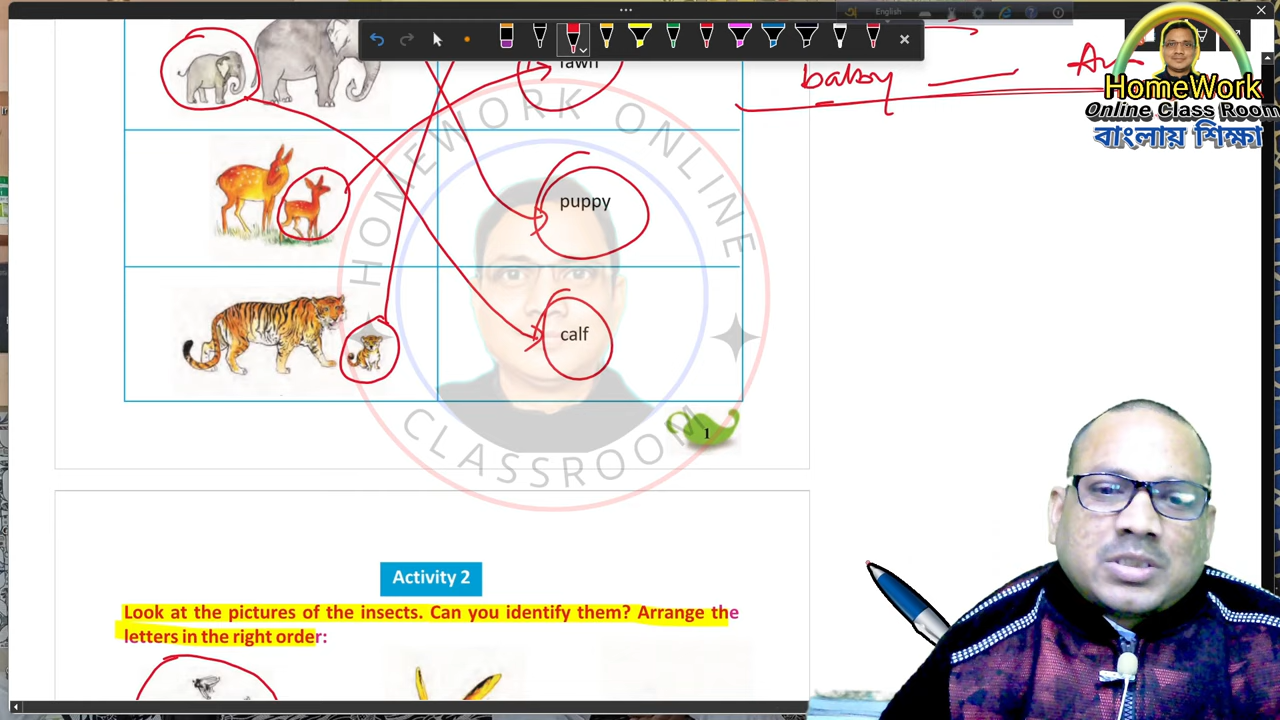 English
fawn
baby
HomeWork
Online Class Room
বাংলায় শিক্ষা
HOMEWORK ONLINE
puppy
calf
CLASSROOM
1
Activity 2
Look at the pictures of the insects. Can you identify them? Arrange the
letters in the right order: